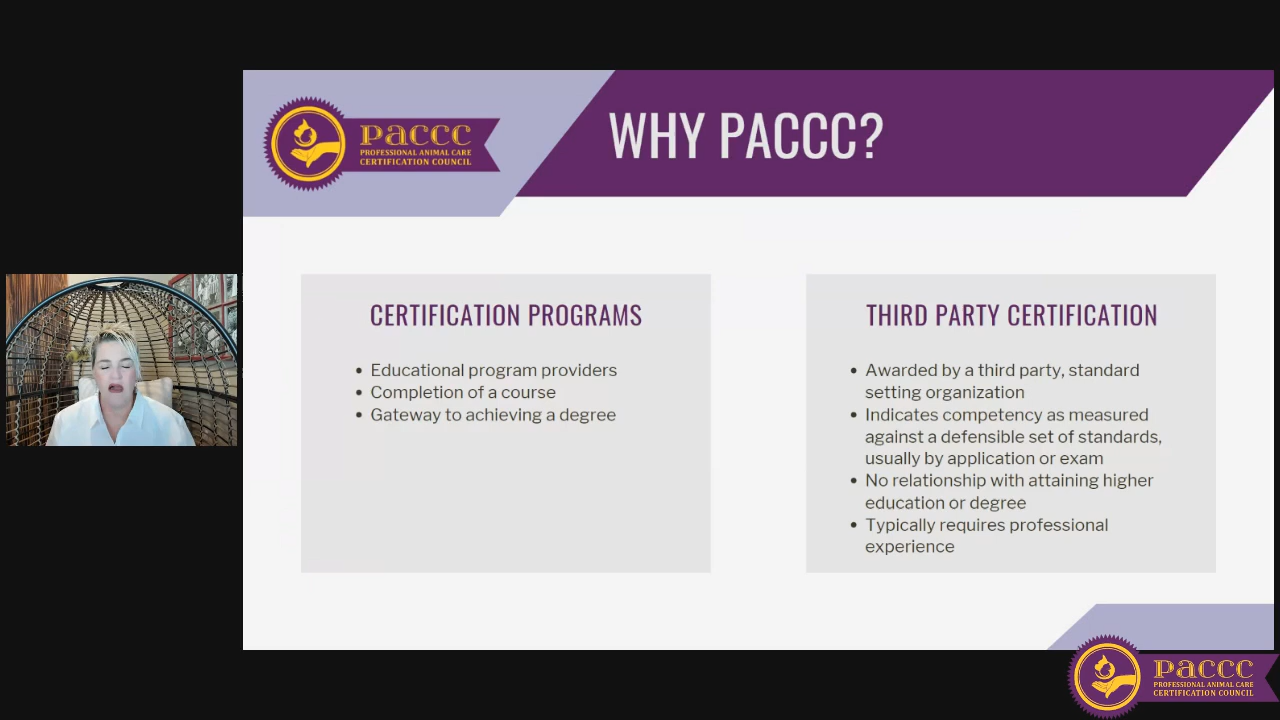 PACCC
PROFESSIONAL ANIMAL CARE
CERTIFICATION COUNCIL
WHY PACCC?
CERTIFICATION PROGRAMS
• Educational program providers
• Completion of a course
• Gateway to achieving a degree
THIRD PARTY CERTIFICATION
• Awarded by a third party, standard
setting organization
• Indicates competency as measured
against a defensible set of standards,
usually by application or exam
• No relationship with attaining higher
education or degree
• Typically requires professional
experience
PACCC
PROFESSIONAL ANIMAL CARE
CERTIFICATION COUNCIL